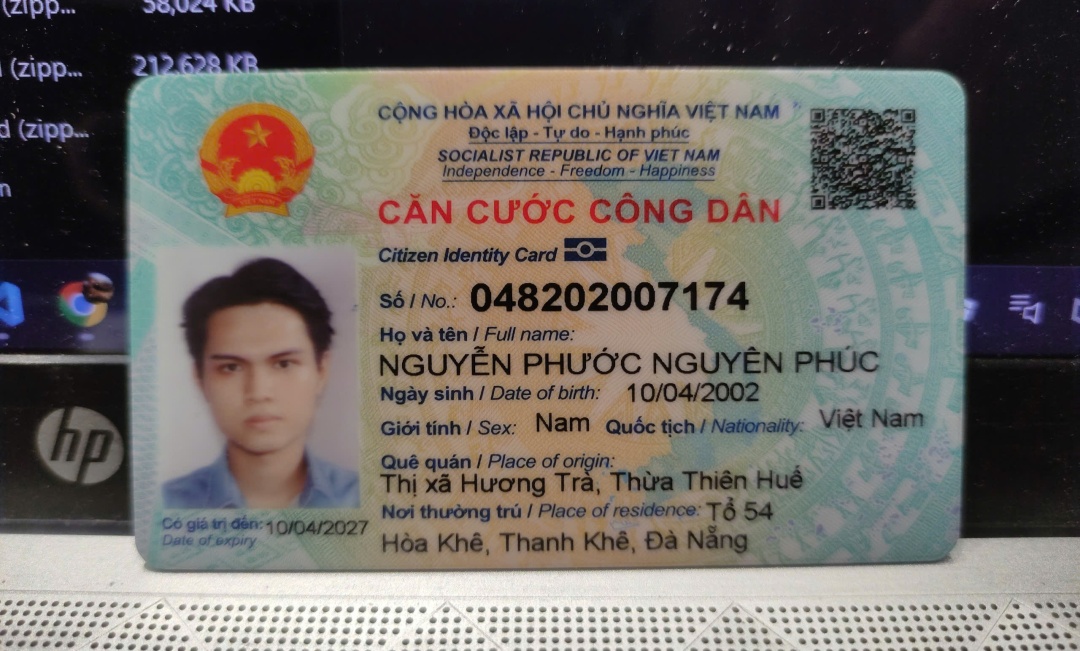 (zipp... 58,024 KB
(zipp... 212,628 KB
d (zipp...
CỘNG HÒA XÃ HỘI CHỦ NGHĨA VIỆT NAM
Độc lập - Tự do - Hạnh phúc
SOCIALIST REPUBLIC OF VIET NAM
Independence - Freedom - Happiness
CĂN CƯỚC CÔNG DÂN
Citizen Identity Card
Số / No.: 048202007174
Họ và tên / Full name:
NGUYỄN PHƯỚC NGUYÊN PHÚC
Ngày sinh / Date of birth: 10/04/2002
Giới tính / Sex: Nam Quốc tịch / Nationality: Việt Nam
Quê quán / Place of origin:
Thị xã Hương Trà, Thừa Thiên Huế
Nơi thường trú / Place of residence: Tổ 54
Hòa Khê, Thanh Khê, Đà Nẵng
Có giá trị đến: 10/04/2027
Date of expiry
hp